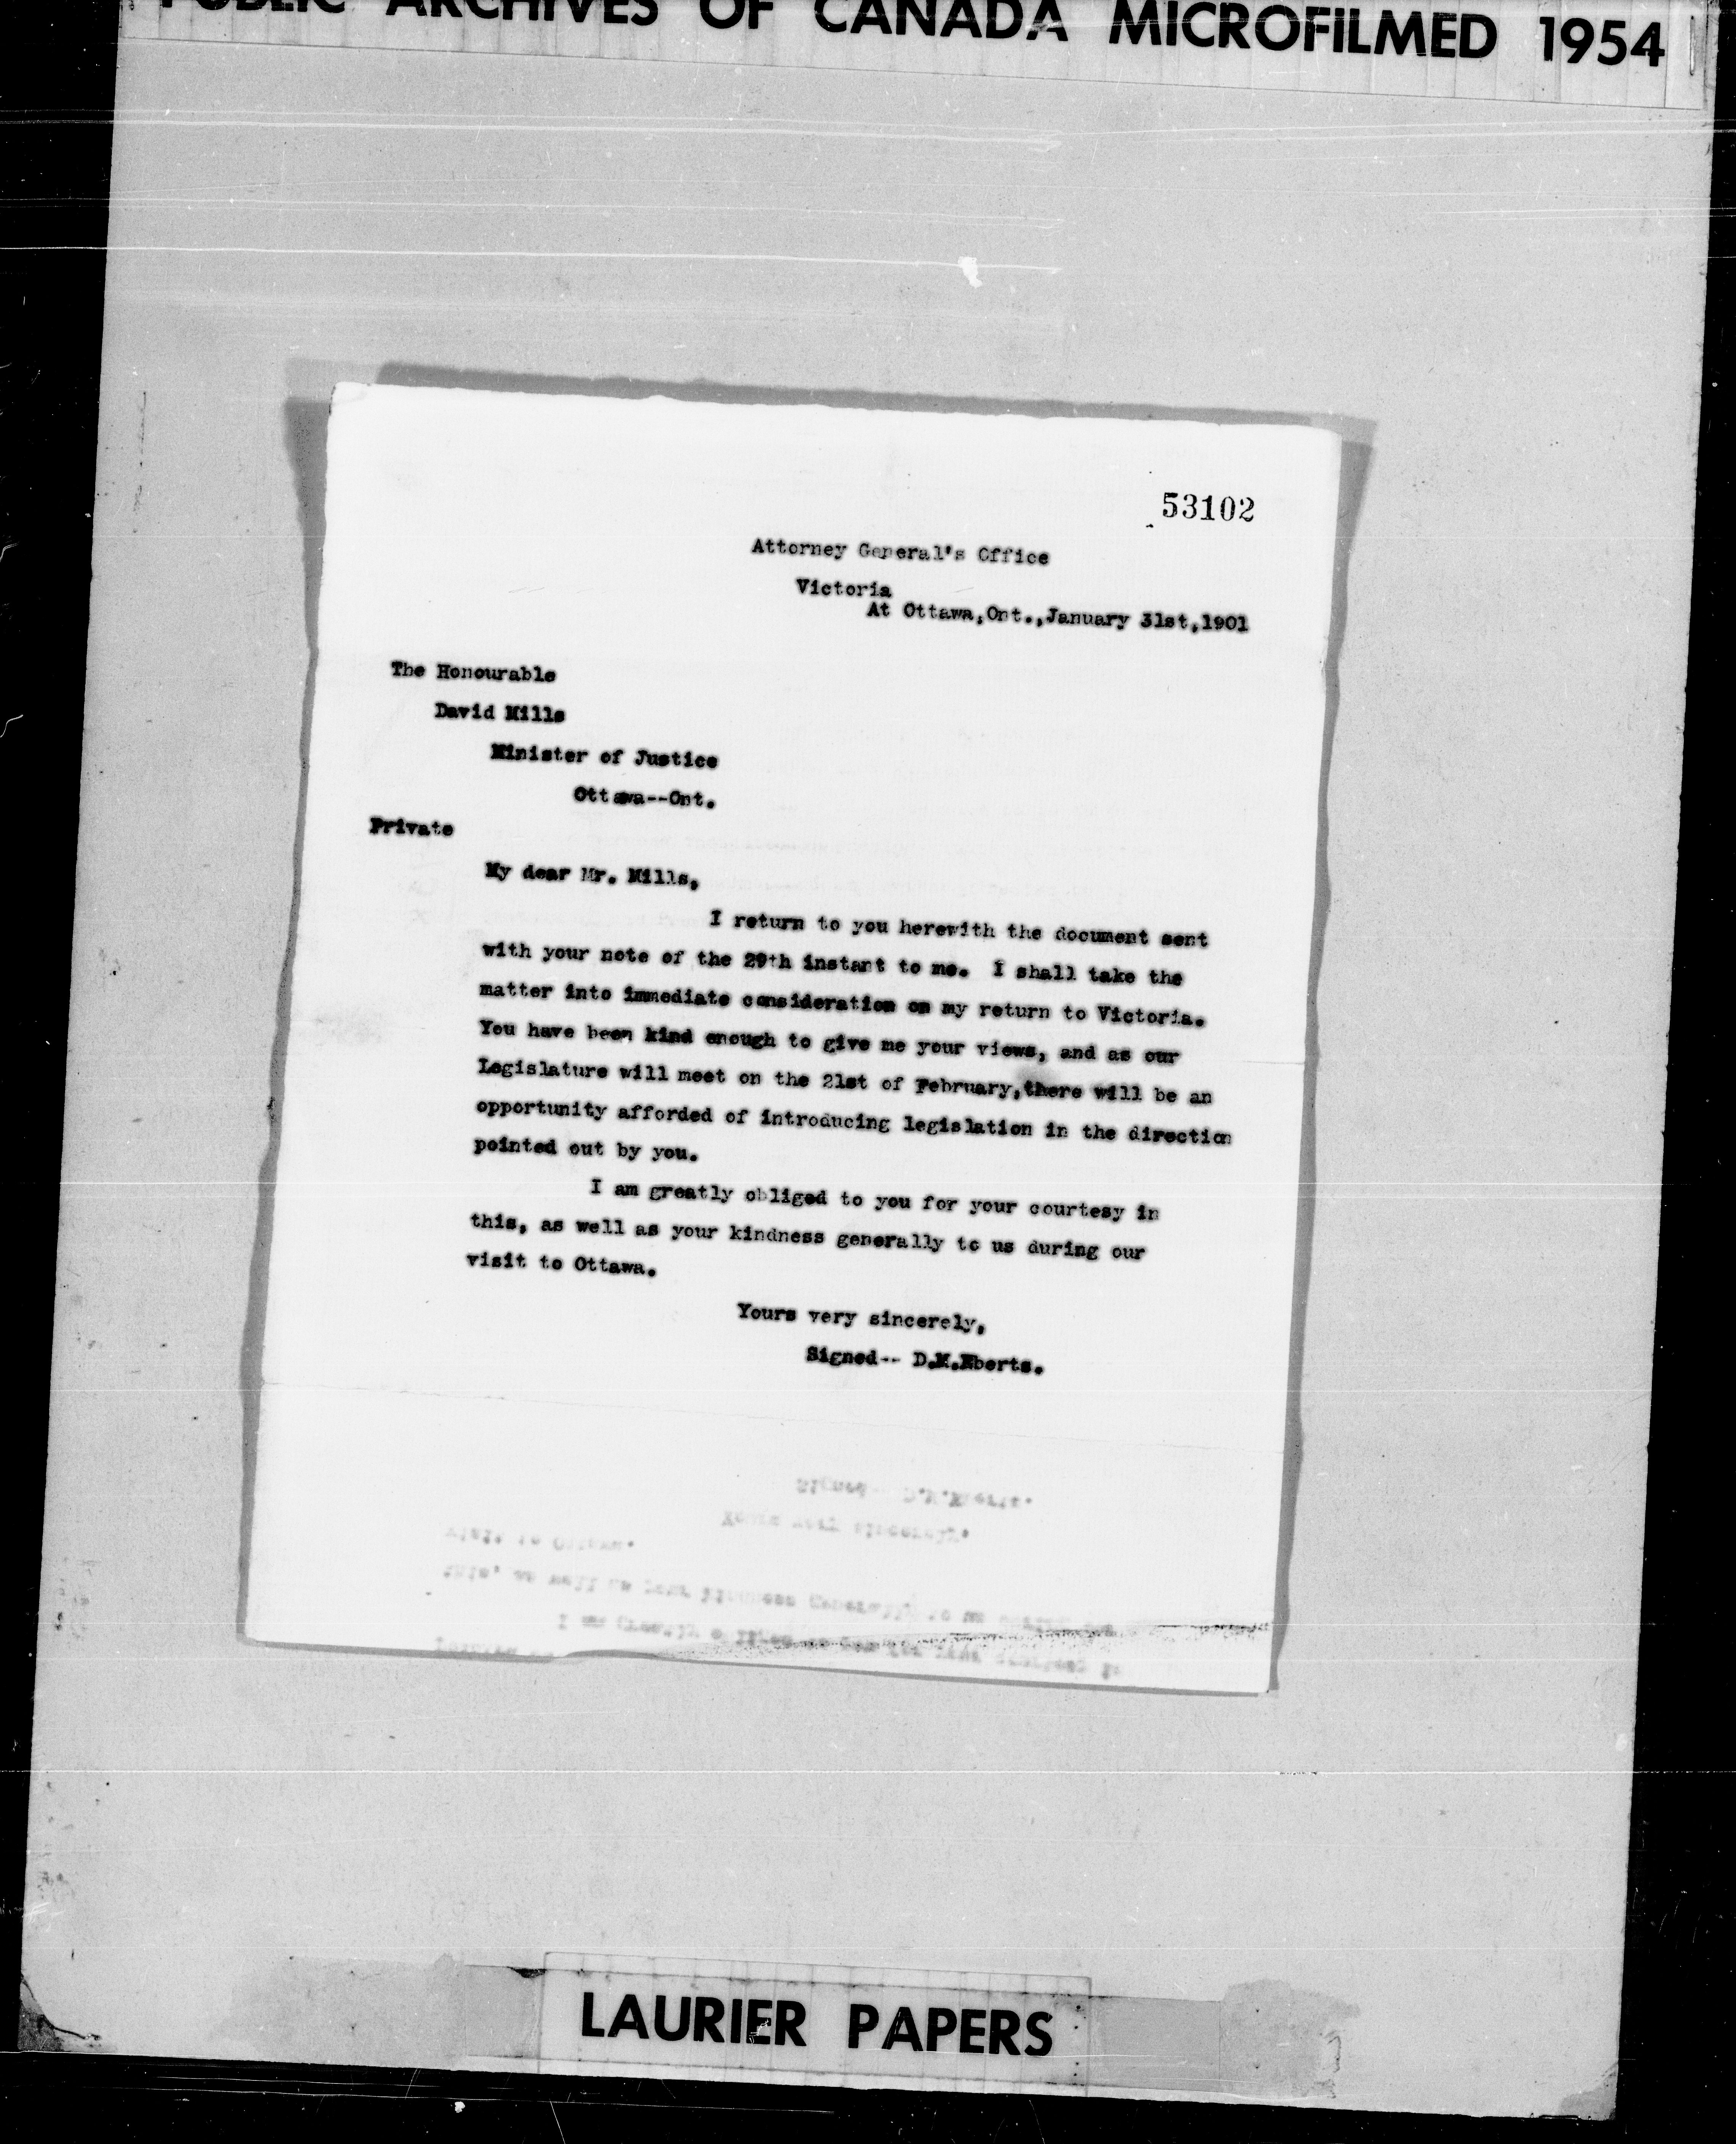 PUBLIC ARCHIVES OF CANADA MICROFILMED 1954
53102
Attorney General's Office
Victoria
At Ottawa,Ont.,January 31st,1901
The Honourable
David Mills
Minister of Justice
Ottawa--Ont.
Private
My dear Mr. Mills,
I return to you herewith the document sent
with your note of the 29th instant to me. I shall take the
matter into immediate consideration on my return to Victoria.
You have been kind enough to give me your views, and as our
Legislature will meet on the 21st of February,there will be an
opportunity afforded of introducing legislation in the direction
pointed out by you.
I am greatly obliged to you for your courtesy in
this, as well as your kindness generally to us during our
visit to Ottawa.
Yours very sincerely,
Signed-- D.M.Eberts.
LAURIER PAPERS